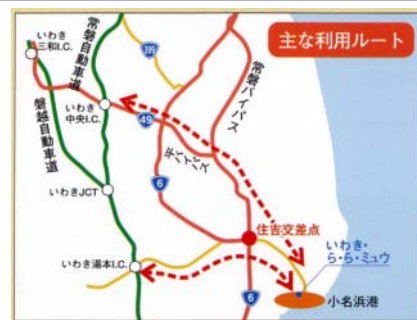 主な利用ルート
いわき
三和I.C.
常磐自動車道
399
常磐バイパス
いわき
中央I.C.
49
磐越自動車道
平バイパス
6
いわきJCT
住吉交差点
いわき・
ら・ら・ミュウ
いわき湯本I.C.
6
小名浜港